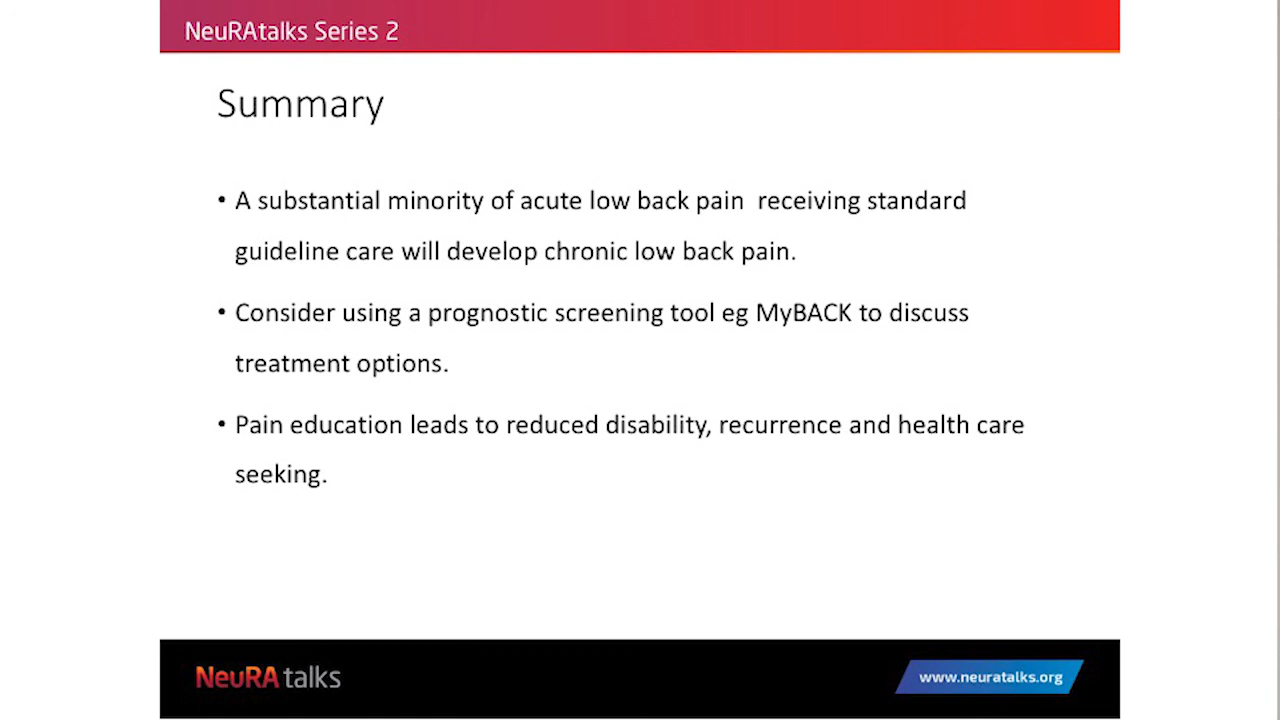 NeuRAtalks Series 2
Summary
• A substantial minority of acute low back pain  receiving standard
guideline care will develop chronic low back pain.
• Consider using a prognostic screening tool eg MyBACK to discuss
treatment options.
• Pain education leads to reduced disability, recurrence and health care
seeking.
NeuRA talks
www.neuratalks.org